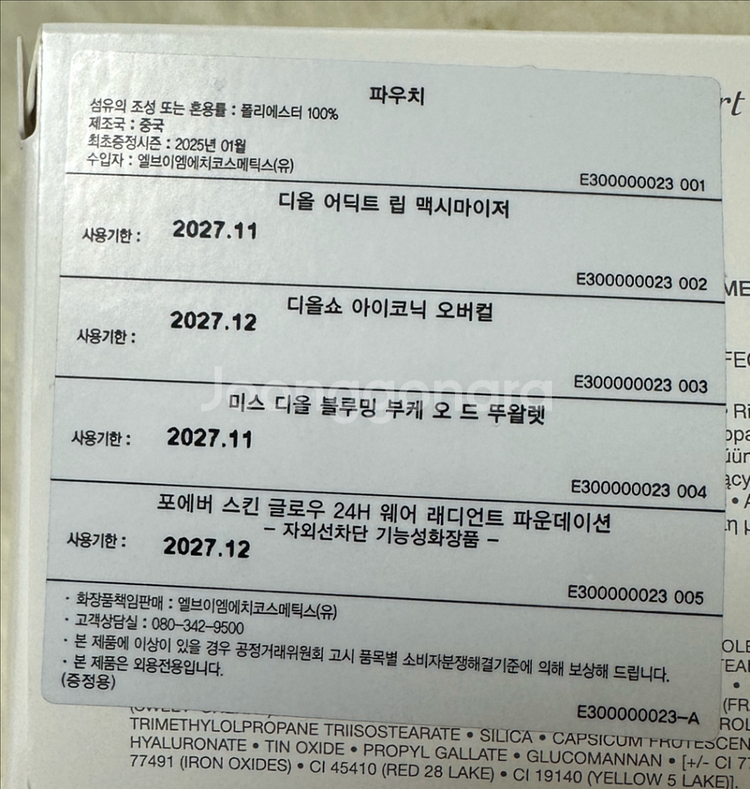 파우치
섬유의 조성 또는 혼용률 : 폴리에스터 100%
제조국 : 중국
최초증정시즌 : 2025년 01월
수입자 : 엘브이엠에치코스메틱스(유)
E300000023 001
디올 어딕트 립 맥시마이저
사용기한 : 2027.11
E300000023 002
디올쇼 아이코닉 오버컬
사용기한 : 2027.12
E300000023 003
Joonggonara
미스 디올 블루밍 부케 오 드 뚜왈렛
사용기한 : 2027.11
E300000023 004
포에버 스킨 글로우 24H 웨어 래디언트 파운데이션
- 자외선차단 기능성화장품 -
사용기한 : 2027.12
E300000023 005
· 화장품책임판매 : 엘브이엠에치코스메틱스(유)
· 고객상담실 : 080-342-9500
· 본 제품에 이상이 있을 경우 공정거래위원회 고시 품목별 소비자분쟁해결기준에 의해 보상해 드립니다.
· 본 제품은 외용전용입니다.
(증정용)
E300000023-A
TRIMETHYLOLPROPANE TRIISOSTEARATE • SILICA • CAPSICUM FRUTESCEN
HYALURONATE • TIN OXIDE • PROPYL GALLATE • GLUCOMANNAN • [+/- CI 77
77491 (IRON OXIDES) • CI 45410 (RED 28 LAKE) • CI 19140 (YELLOW 5 LAKE)].